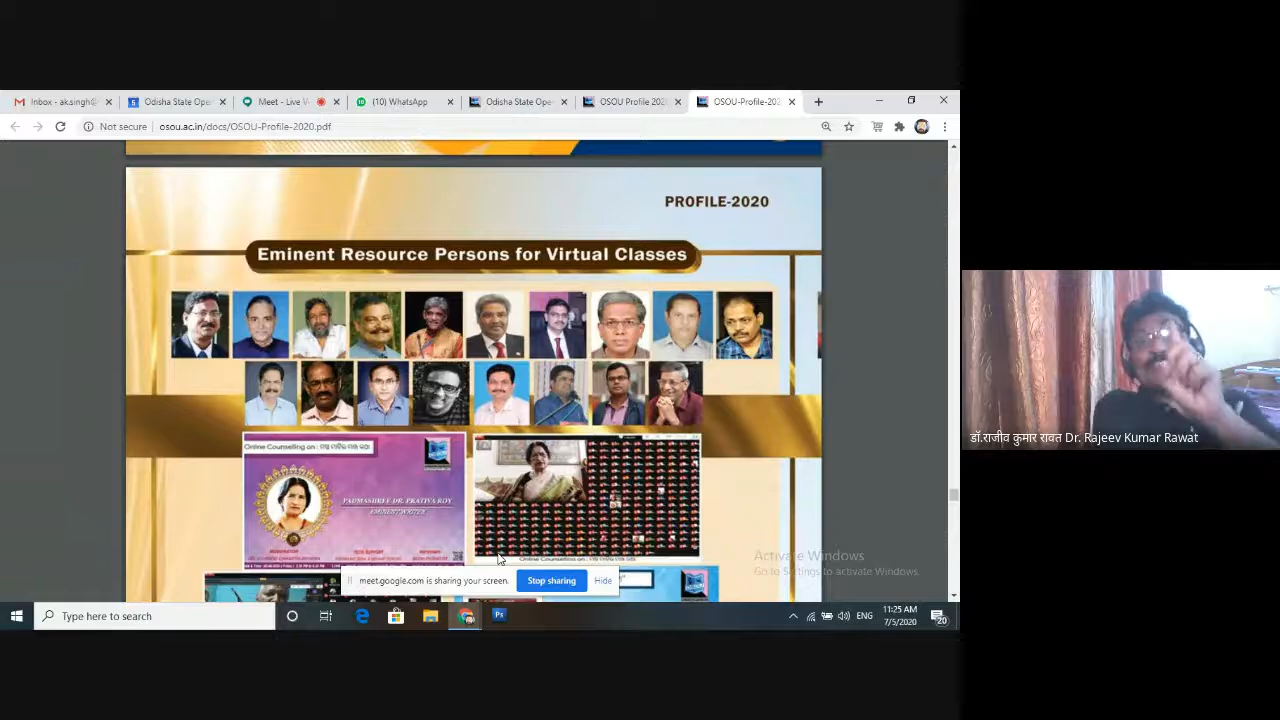 Inbox - ak.singh@
Odisha State Ope
Meet - Live V
(10) WhatsApp
Odisha State Ope
OSOU Profile 202
OSOU-Profile-202
Not secure
osou.ac.in/docs/OSOU-Profile-2020.pdf
PROFILE-2020
Eminent Resource Persons for Virtual Classes
Online Counselling on :
PADMASHREE DR. PRATIVA ROY
EMINENT WRITER
Online Counselling on :
meet.google.com is sharing your screen.
Stop sharing
Hide
Activate Windows
Go to Settings to activate Windows.
Type here to search
ENG
11:25 AM
7/5/2020
20
डॉ.राजीव कुमार रावत Dr. Rajeev Kumar Rawat